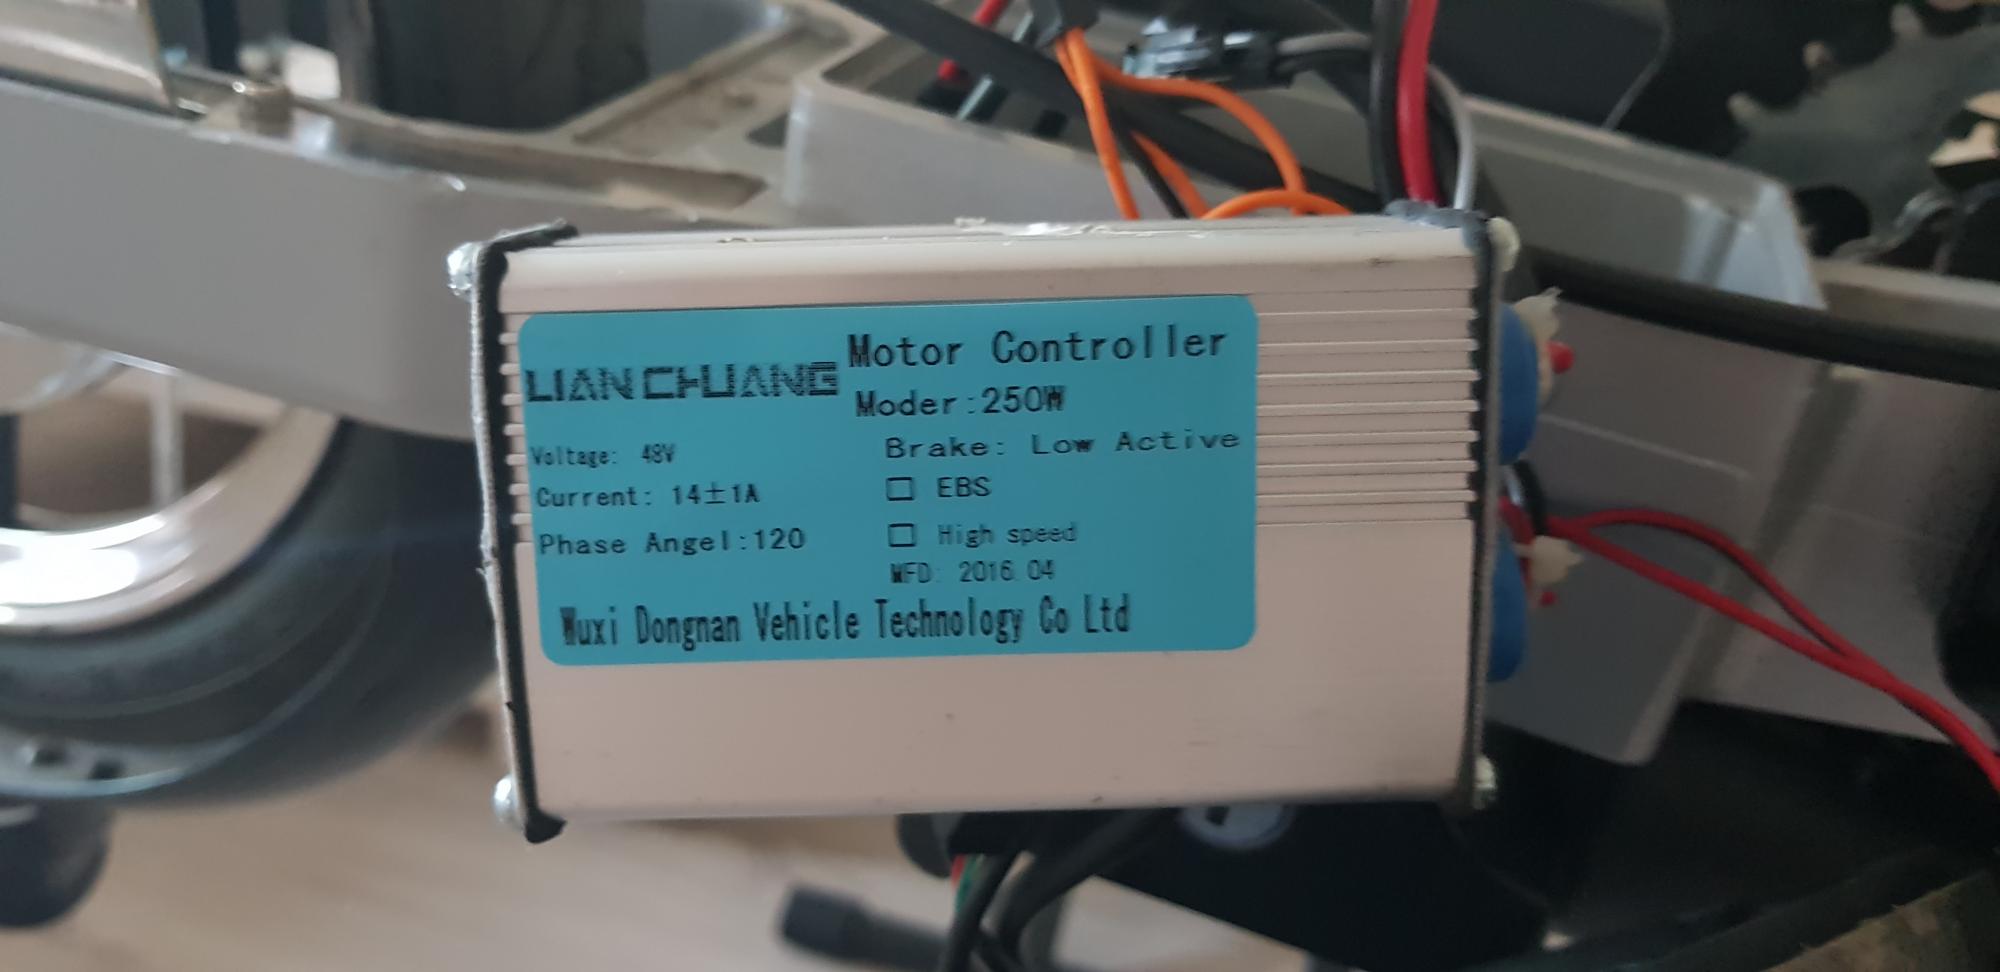 LIANCHUANG
Motor Controller
Moder:250W
Voltage: 48V
Brake: Low Active
Current: 14±1A
□ EBS
Phase Angel:120
□ High speed
MFD: 2016.04
Wuxi Dongnan Vehicle Technology Co Ltd